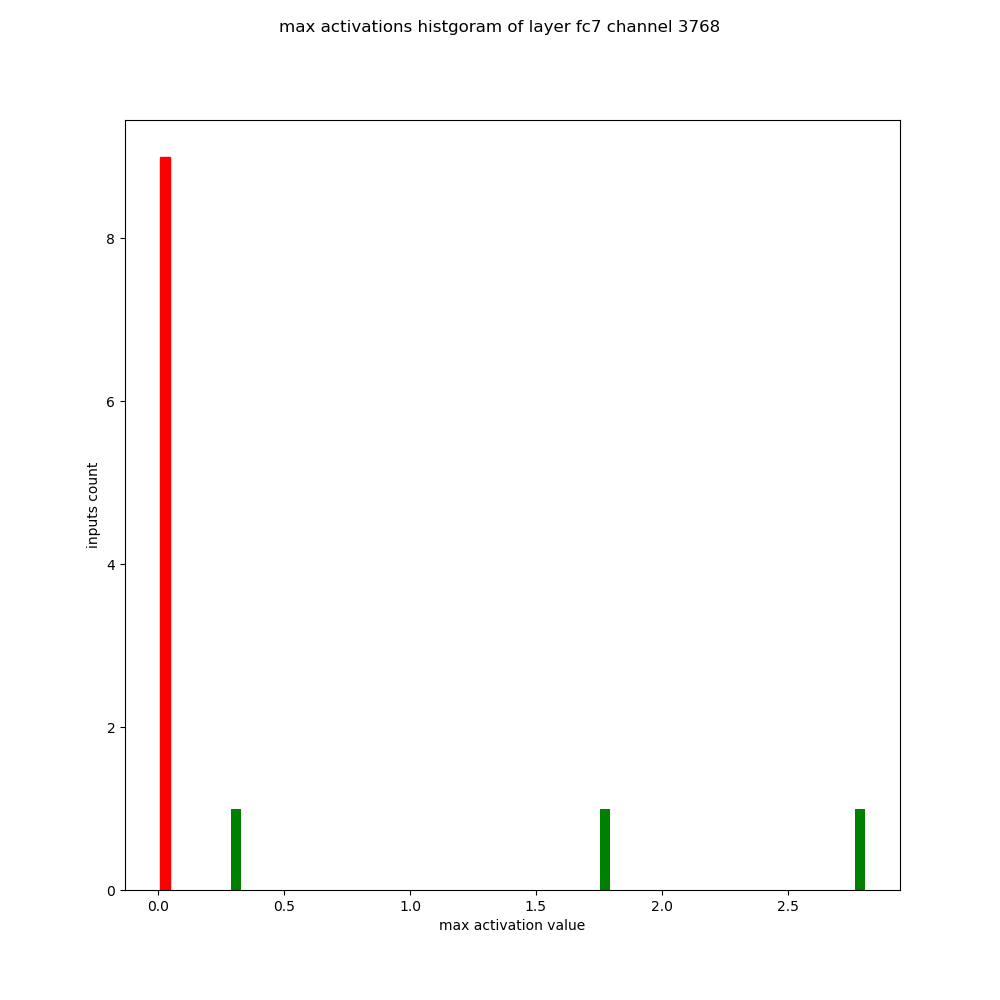 max activations histgoram of layer fc7 channel 3768
8
6
4
2
0
inputs count
0.0 0.5 1.0 1.5 2.0 2.5
max activation value